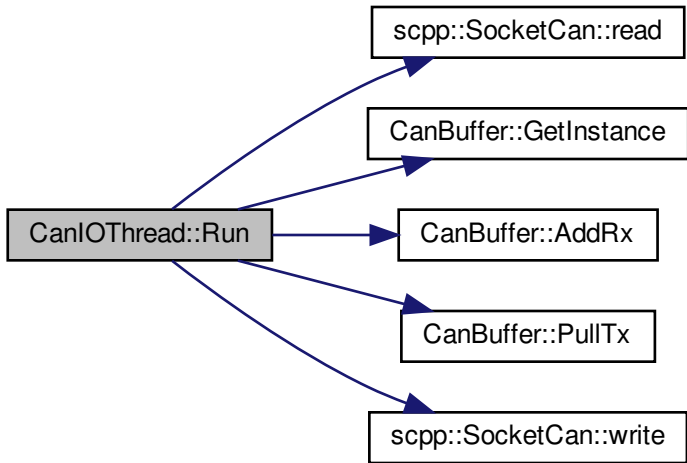 scpp::SocketCan::read
CanBuffer::GetInstance
CanIOThread::Run
CanBuffer::AddRx
CanBuffer::PullTx
scpp::SocketCan::write